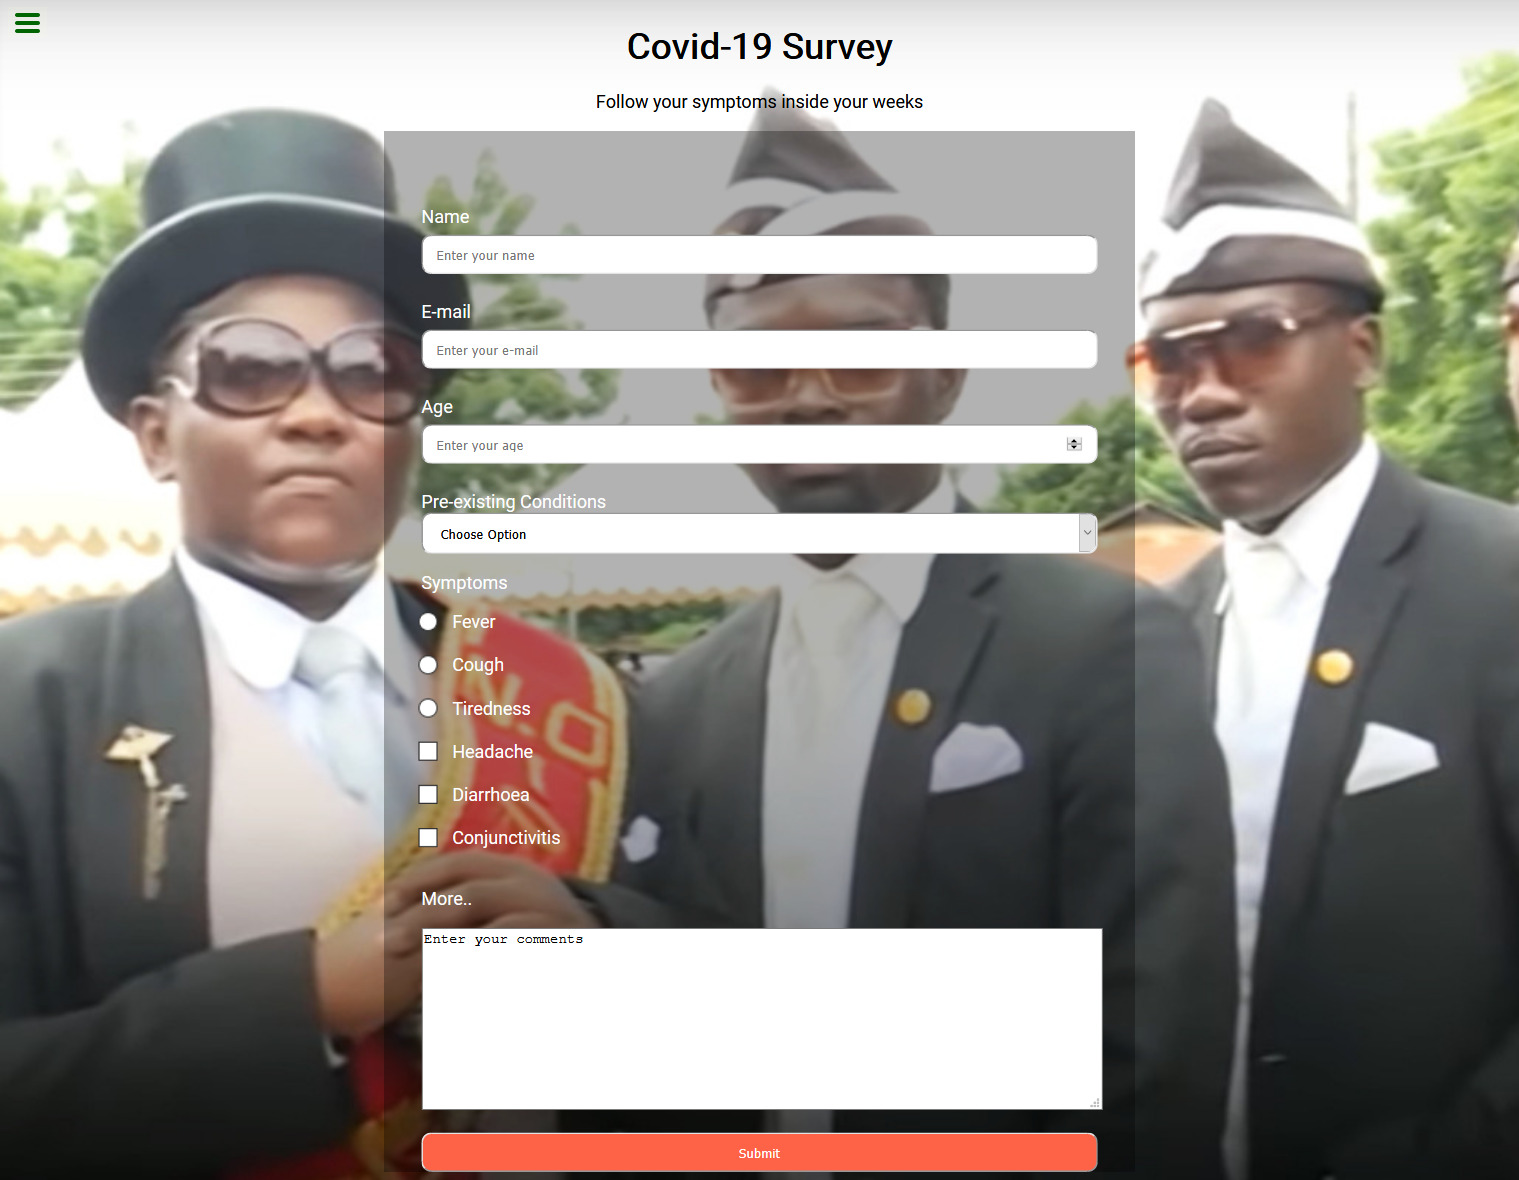 Covid-19 Survey
Follow your symptoms inside your weeks
Name
Enter your name
E-mail
Enter your e-mail
Age
Enter your age
Pre-existing Conditions
Choose Option
Symptoms
Fever
Cough
Tiredness
Headache
Diarrhoea
Conjunctivitis
More..
Enter your comments
Submit